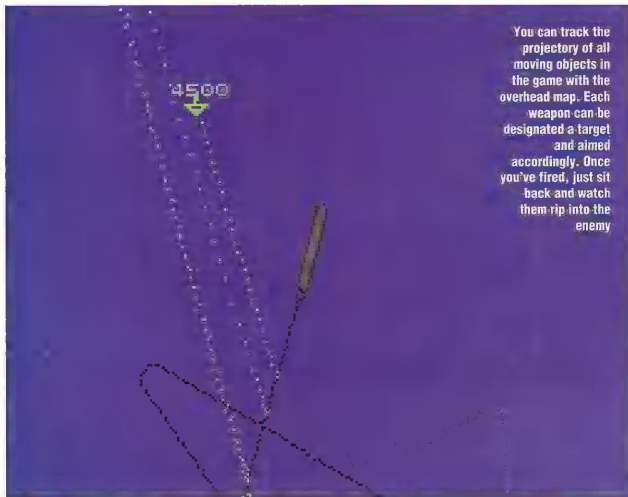 You can track the
projectory of all
moving objects in
the game with the
overhead map. Each
weapon can be
designated a target
and aimed
accordingly. Once
you've fired, just sit
back and watch
them rip into the
enemy
4500